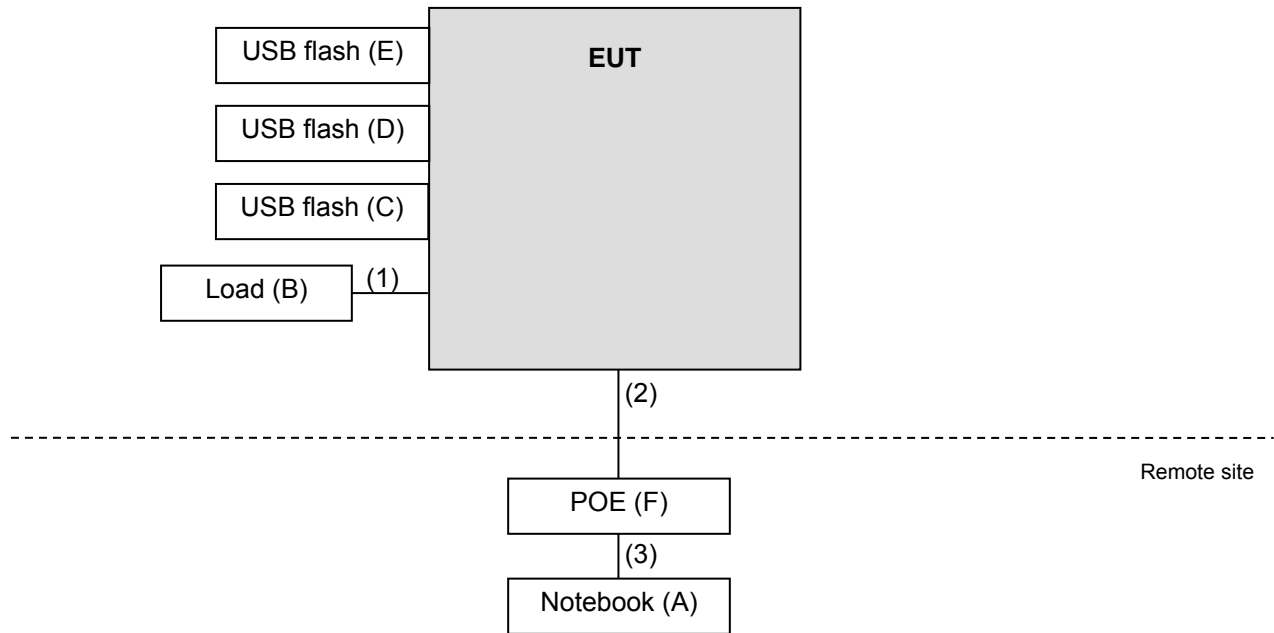 USB flash (E)
EUT
USB flash (D)
USB flash (C)
Load (B)
(1)
(2)
Remote site
POE (F)
(3)
Notebook (A)